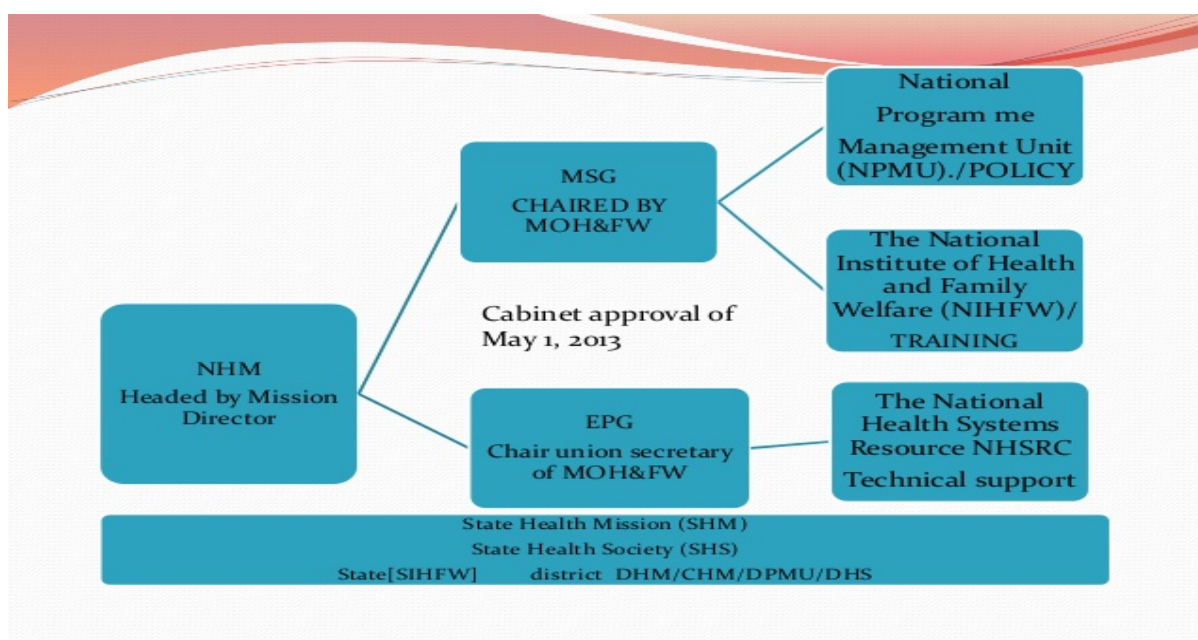 National
Program me
Management Unit
(NPMU)./POLICY
MSG
CHAIRED BY
MOH&FW
The National
Institute of Health
and Family
Welfare (NIHFW)/
TRAINING
Cabinet approval of
May 1, 2013
NHM
Headed by Mission
Director
EPG
Chair union secretary
of MOH&FW
The National
Health Systems
Resource NHSRC
Technical support
State Health Mission (SHM)
State Health Society (SHS)
State[SIHFW] district DHM/CHM/DPMU/DHS